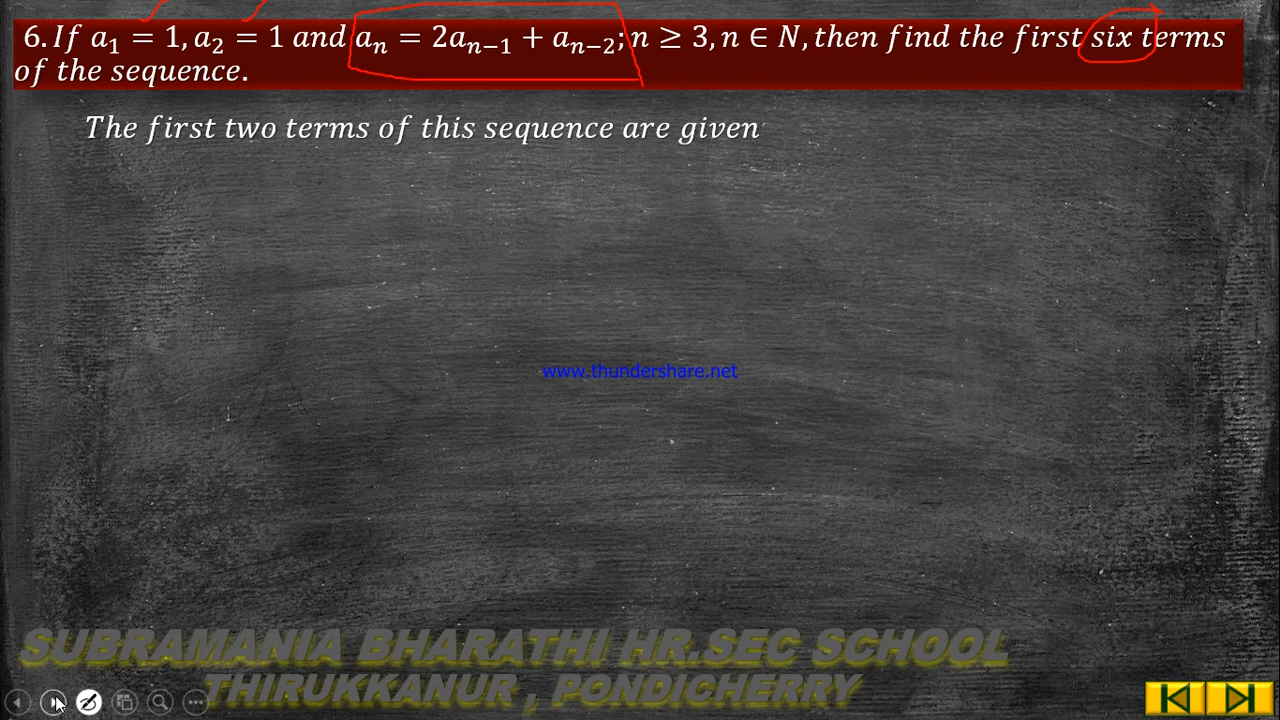 6. If a₁ = 1, a₂ = 1 and aₙ = 2aₙ₋₁ + aₙ₋₂; n ≥ 3, n ∈ N, then find the first six terms
of the sequence.
The first two terms of this sequence are given
www.thundershare.net
SUBRAMANIA BHARATHI HR.SEC SCHOOL
THIRUKKANUR , PONDICHERRY